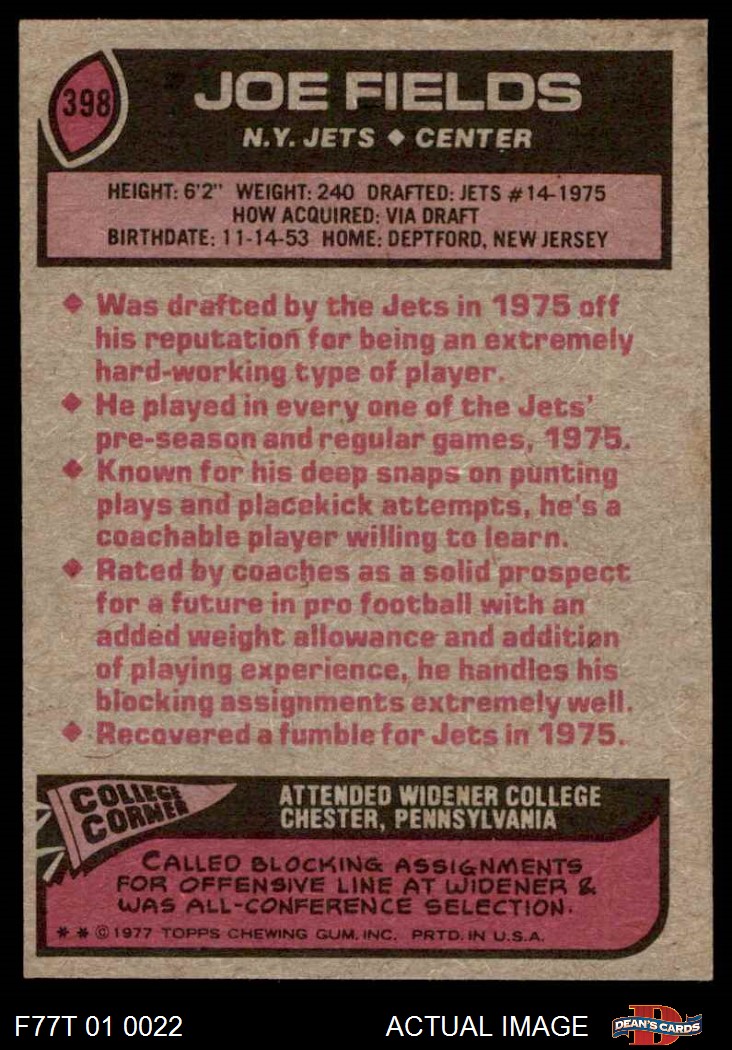 398
JOE FIELDS
N.Y. JETS ◆ CENTER
HEIGHT: 6'2" WEIGHT: 240 DRAFTED: JETS #14-1975
HOW ACQUIRED: VIA DRAFT
BIRTHDATE: 11-14-53 HOME: DEPTFORD, NEW JERSEY
◆ Was drafted by the Jets in 1975 off
his reputation for being an extremely
hard-working type of player.
◆ He played in every one of the Jets'
pre-season and regular games, 1975.
◆ Known for his deep snaps on punting
plays and placekick attempts, he's a
coachable player willing to learn.
◆ Rated by coaches as a solid prospect
for a future in pro football with an
added weight allowance and addition
of playing experience, he handles his
blocking assignments extremely well.
◆ Recovered a fumble for Jets in 1975.
COLLEGE
CORNER
ATTENDED WIDENER COLLEGE
CHESTER, PENNSYLVANIA
CALLED BLOCKING ASSIGNMENTS
FOR OFFENSIVE LINE AT WIDENER &
WAS ALL-CONFERENCE SELECTION.
* * © 1977 TOPPS CHEWING GUM, INC. PRTD. IN U.S.A.
F77T 01 0022
ACTUAL IMAGE
D
DEAN'S CARDS